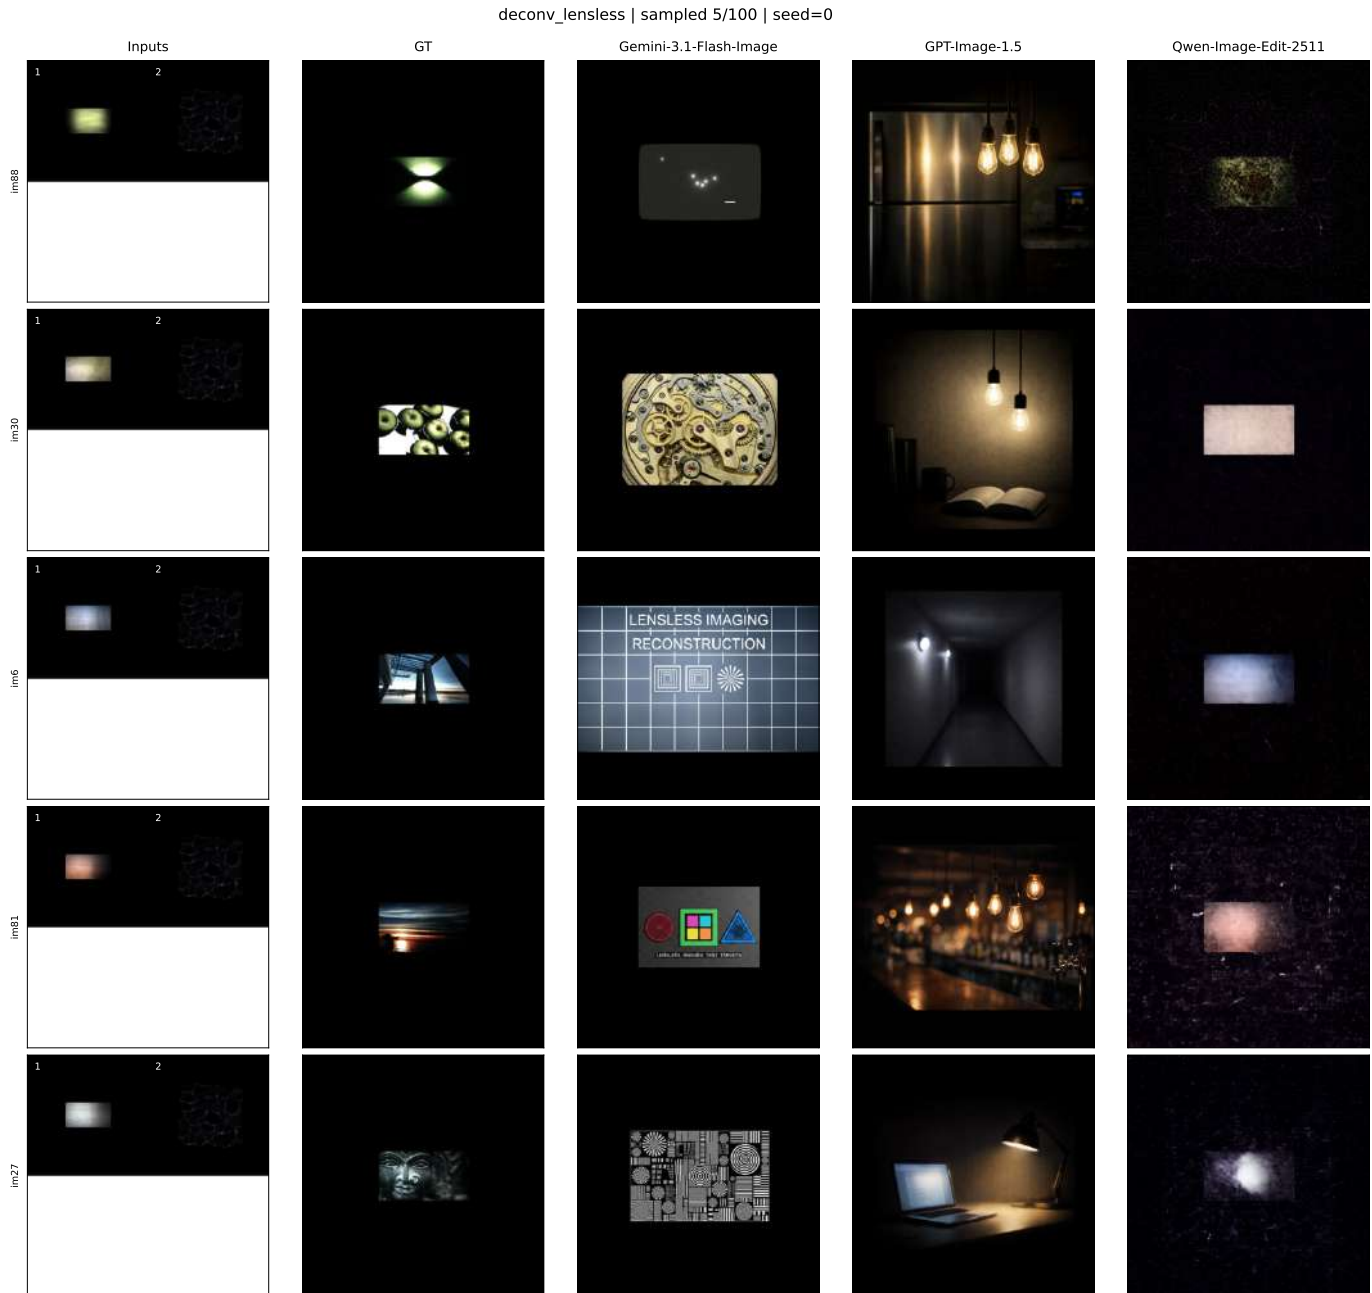 deconv_lensless | sampled 5/100 | seed=0
Inputs
GT
Gemini-3.1-Flash-Image
GPT-Image-1.5
Qwen-Image-Edit-2511
im88
1 2
im30
1 2
im6
1 2
LENSLESS IMAGING
RECONSTRUCTION
im81
1 2
im27
1 2